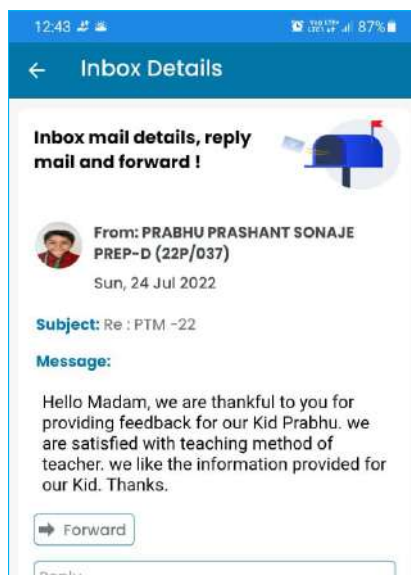 12:43
87%
Inbox Details
Inbox mail details, reply
mail and forward !
From: PRABHU PRASHANT SONAJE
PREP-D (22P/037)
Sun, 24 Jul 2022
Subject: Re : PTM -22
Message:
Hello Madam, we are thankful to you for
providing feedback for our Kid Prabhu. we
are satisfied with teaching method of
teacher. we like the information provided for
our Kid. Thanks.
Forward